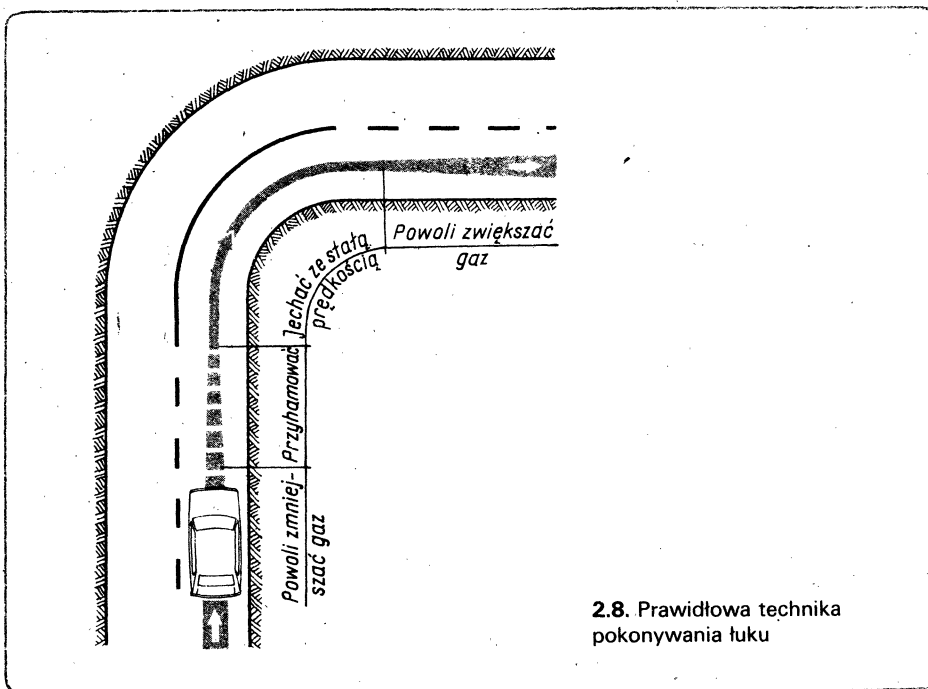 Powoli zwiększać
gaz
Jechać ze stałą
prędkością
Przyhamować
Powoli zmniej-
szać gaz
2.8. Prawidłowa technika
pokonywania łuku